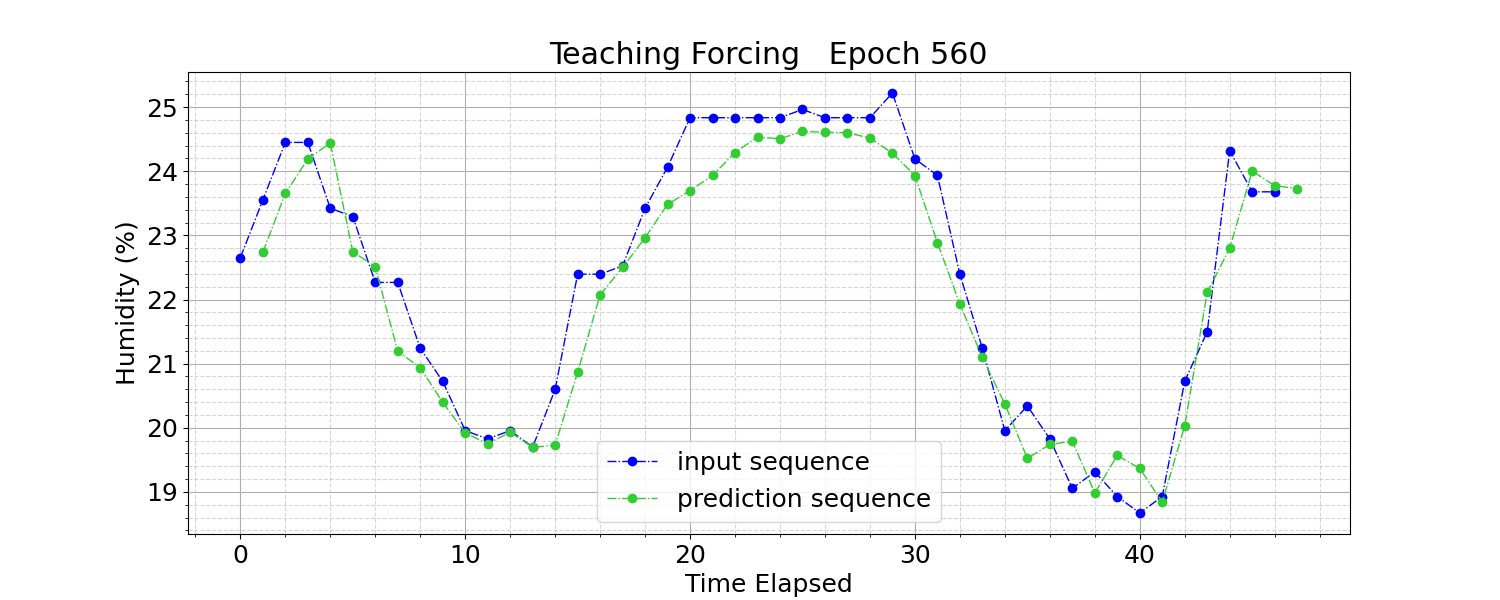 Teaching Forcing   Epoch 560
Humidity (%)
25
24
23
22
21
20
19
input sequence
prediction sequence
0 10 20 30 40
Time Elapsed